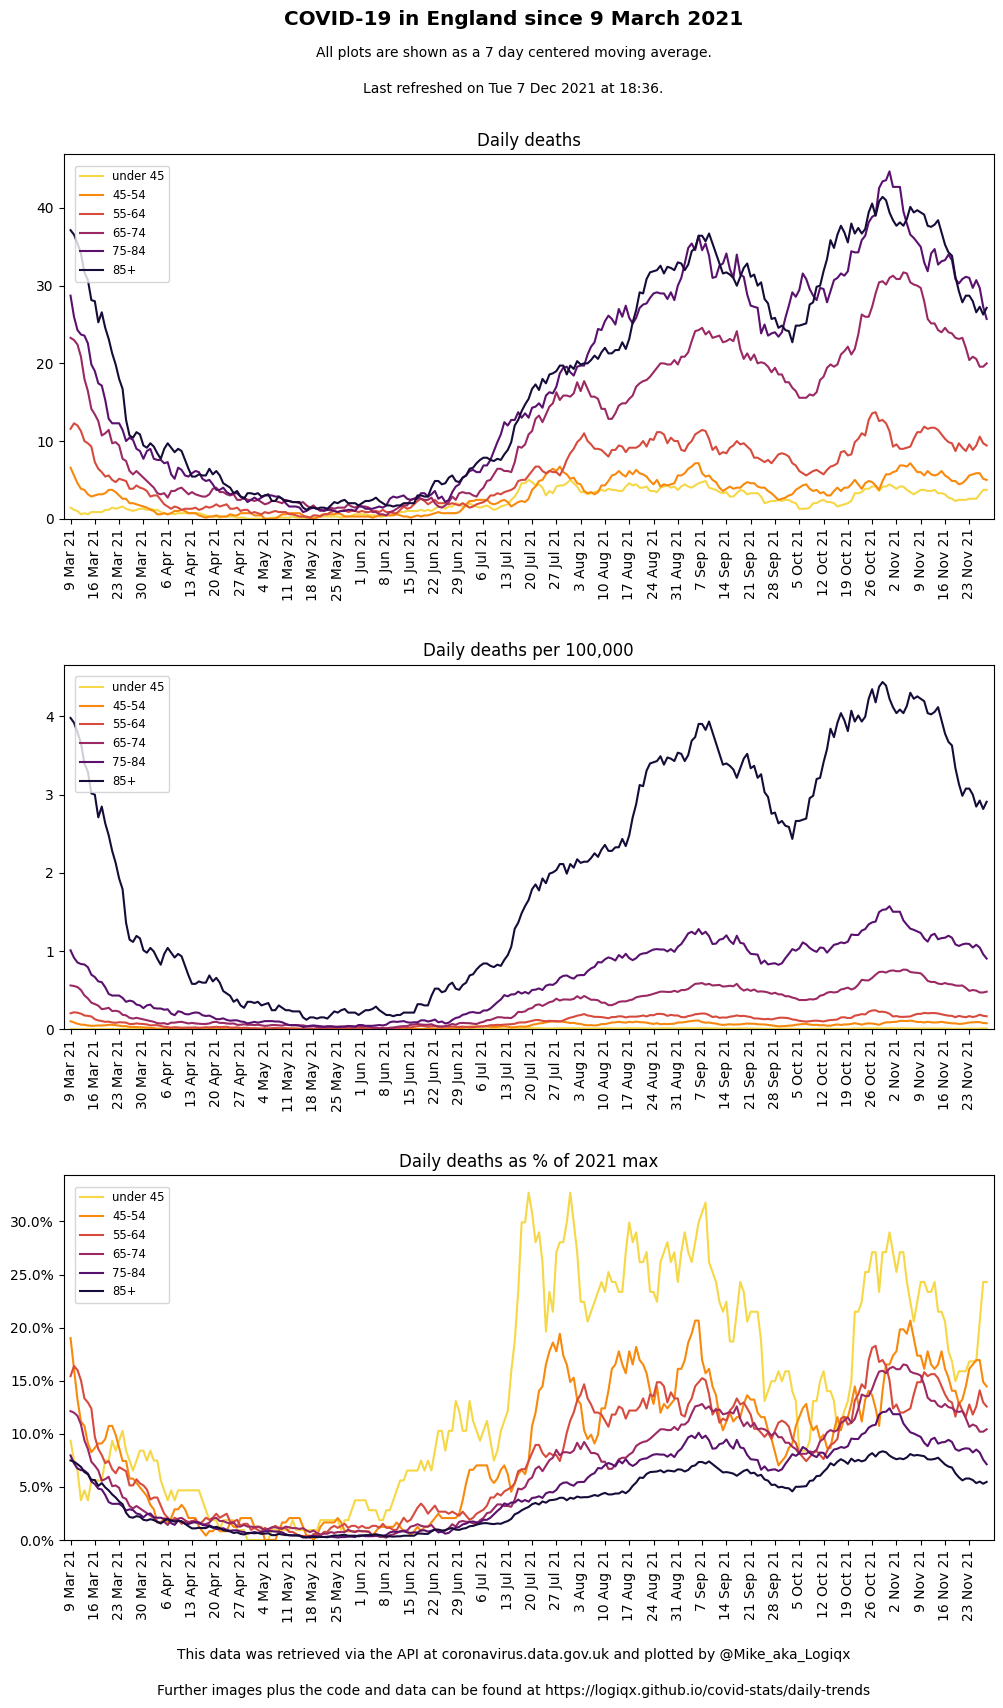 COVID-19 in England since 9 March 2021
All plots are shown as a 7 day centered moving average.
Last refreshed on Tue 7 Dec 2021 at 18:36.
Daily deaths
under 45
45-54
55-64
65-74
75-84
85+
40
30
20
10
0
9 Mar 21
16 Mar 21
23 Mar 21
30 Mar 21
6 Apr 21
13 Apr 21
20 Apr 21
27 Apr 21
4 May 21
11 May 21
18 May 21
25 May 21
1 Jun 21
8 Jun 21
15 Jun 21
22 Jun 21
29 Jun 21
6 Jul 21
13 Jul 21
20 Jul 21
27 Jul 21
3 Aug 21
10 Aug 21
17 Aug 21
24 Aug 21
31 Aug 21
7 Sep 21
14 Sep 21
21 Sep 21
28 Sep 21
5 Oct 21
12 Oct 21
19 Oct 21
26 Oct 21
2 Nov 21
9 Nov 21
16 Nov 21
23 Nov 21
Daily deaths per 100,000
under 45
45-54
55-64
65-74
75-84
85+
4
3
2
1
0
9 Mar 21
16 Mar 21
23 Mar 21
30 Mar 21
6 Apr 21
13 Apr 21
20 Apr 21
27 Apr 21
4 May 21
11 May 21
18 May 21
25 May 21
1 Jun 21
8 Jun 21
15 Jun 21
22 Jun 21
29 Jun 21
6 Jul 21
13 Jul 21
20 Jul 21
27 Jul 21
3 Aug 21
10 Aug 21
17 Aug 21
24 Aug 21
31 Aug 21
7 Sep 21
14 Sep 21
21 Sep 21
28 Sep 21
5 Oct 21
12 Oct 21
19 Oct 21
26 Oct 21
2 Nov 21
9 Nov 21
16 Nov 21
23 Nov 21
Daily deaths as % of 2021 max
under 45
45-54
55-64
65-74
75-84
85+
30.0%
25.0%
20.0%
15.0%
10.0%
5.0%
0.0%
9 Mar 21
16 Mar 21
23 Mar 21
30 Mar 21
6 Apr 21
13 Apr 21
20 Apr 21
27 Apr 21
4 May 21
11 May 21
18 May 21
25 May 21
1 Jun 21
8 Jun 21
15 Jun 21
22 Jun 21
29 Jun 21
6 Jul 21
13 Jul 21
20 Jul 21
27 Jul 21
3 Aug 21
10 Aug 21
17 Aug 21
24 Aug 21
31 Aug 21
7 Sep 21
14 Sep 21
21 Sep 21
28 Sep 21
5 Oct 21
12 Oct 21
19 Oct 21
26 Oct 21
2 Nov 21
9 Nov 21
16 Nov 21
23 Nov 21
This data was retrieved via the API at coronavirus.data.gov.uk and plotted by @Mike_aka_Logiqx
Further images plus the code and data can be found at https://logiqx.github.io/covid-stats/daily-trends